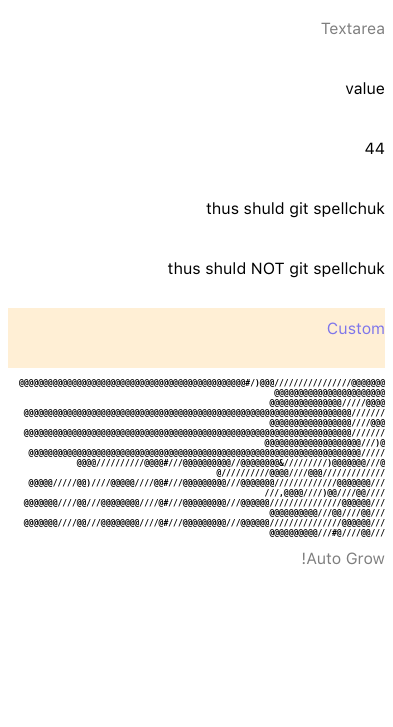 Textarea
value
44
thus shuld git spellchuk
thus shuld NOT git spellchuk
Custom
!Auto Grow